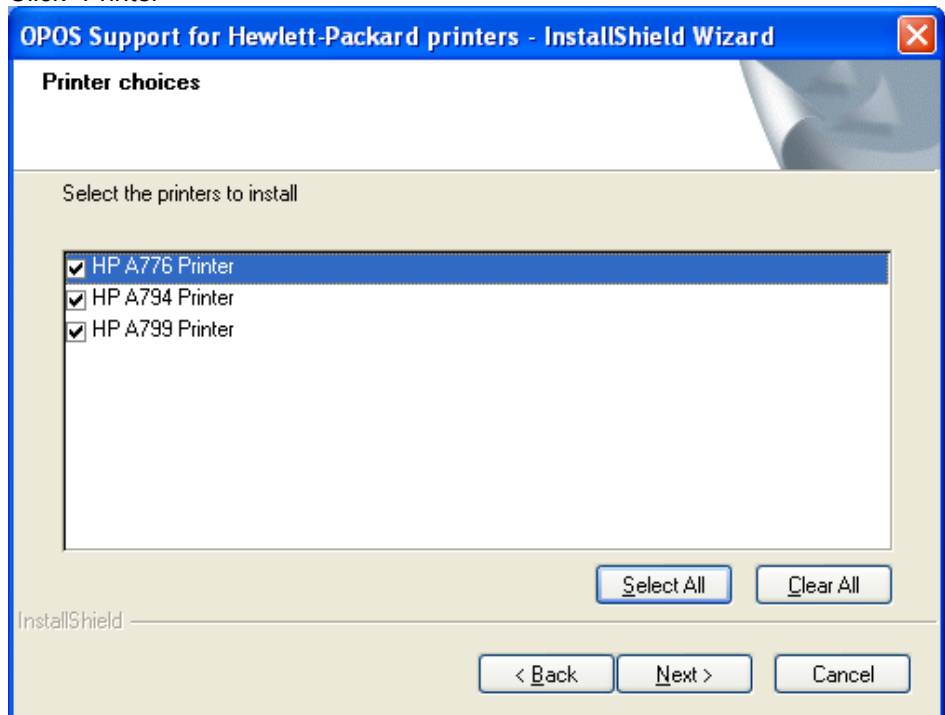 OPOS Support for Hewlett-Packard printers - InstallShield Wizard
Printer choices
Select the printers to install
HP A776 Printer
HP A794 Printer
HP A799 Printer
Select All Clear All
InstallShield
< Back Next > Cancel